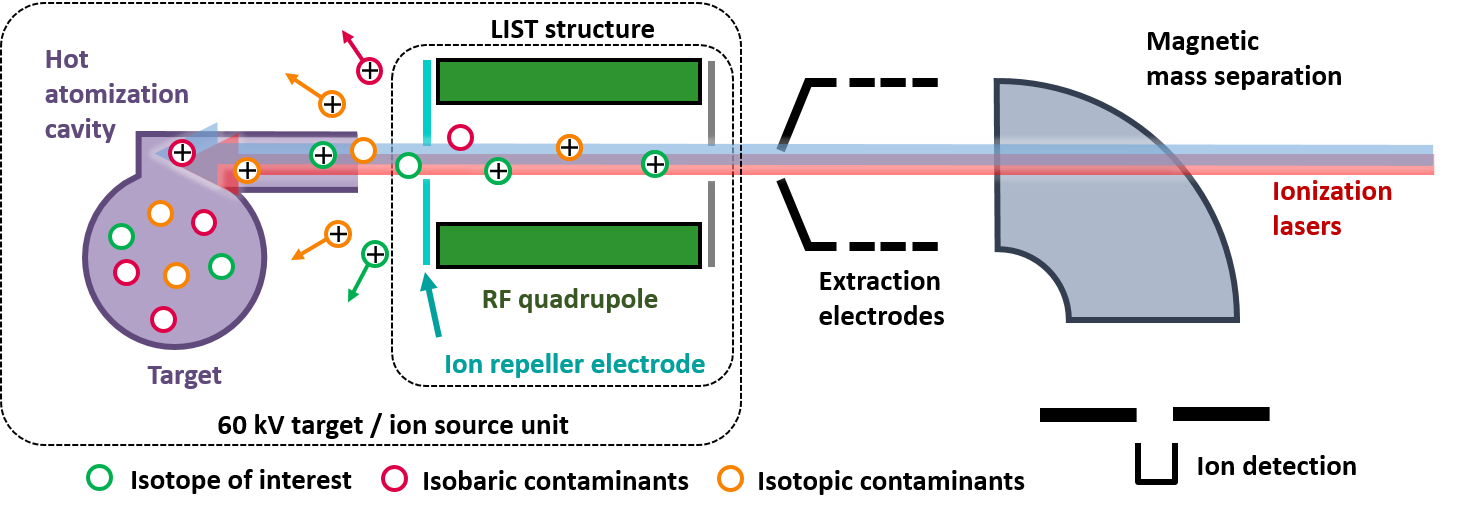 LIST structure
Hot
atomization
cavity
Magnetic
mass separation
Ionization
lasers
Extraction
electrodes
RF quadrupole
Ion repeller electrode
Target
60 kV target / ion source unit
Isotope of interest
Isobaric contaminants
Isotopic contaminants
Ion detection